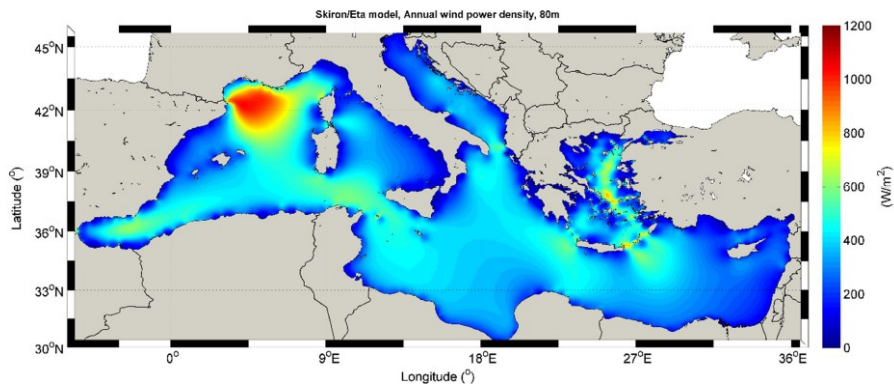 Skiron/Eta model, Annual wind power density, 80m
45°N
42°N
39°N
36°N
33°N
30°N
Latitude (°)
0°
9°E
18°E
27°E
36°E
Longitude (°)
1200
1000
800
600
400
200
0
(W/m²)